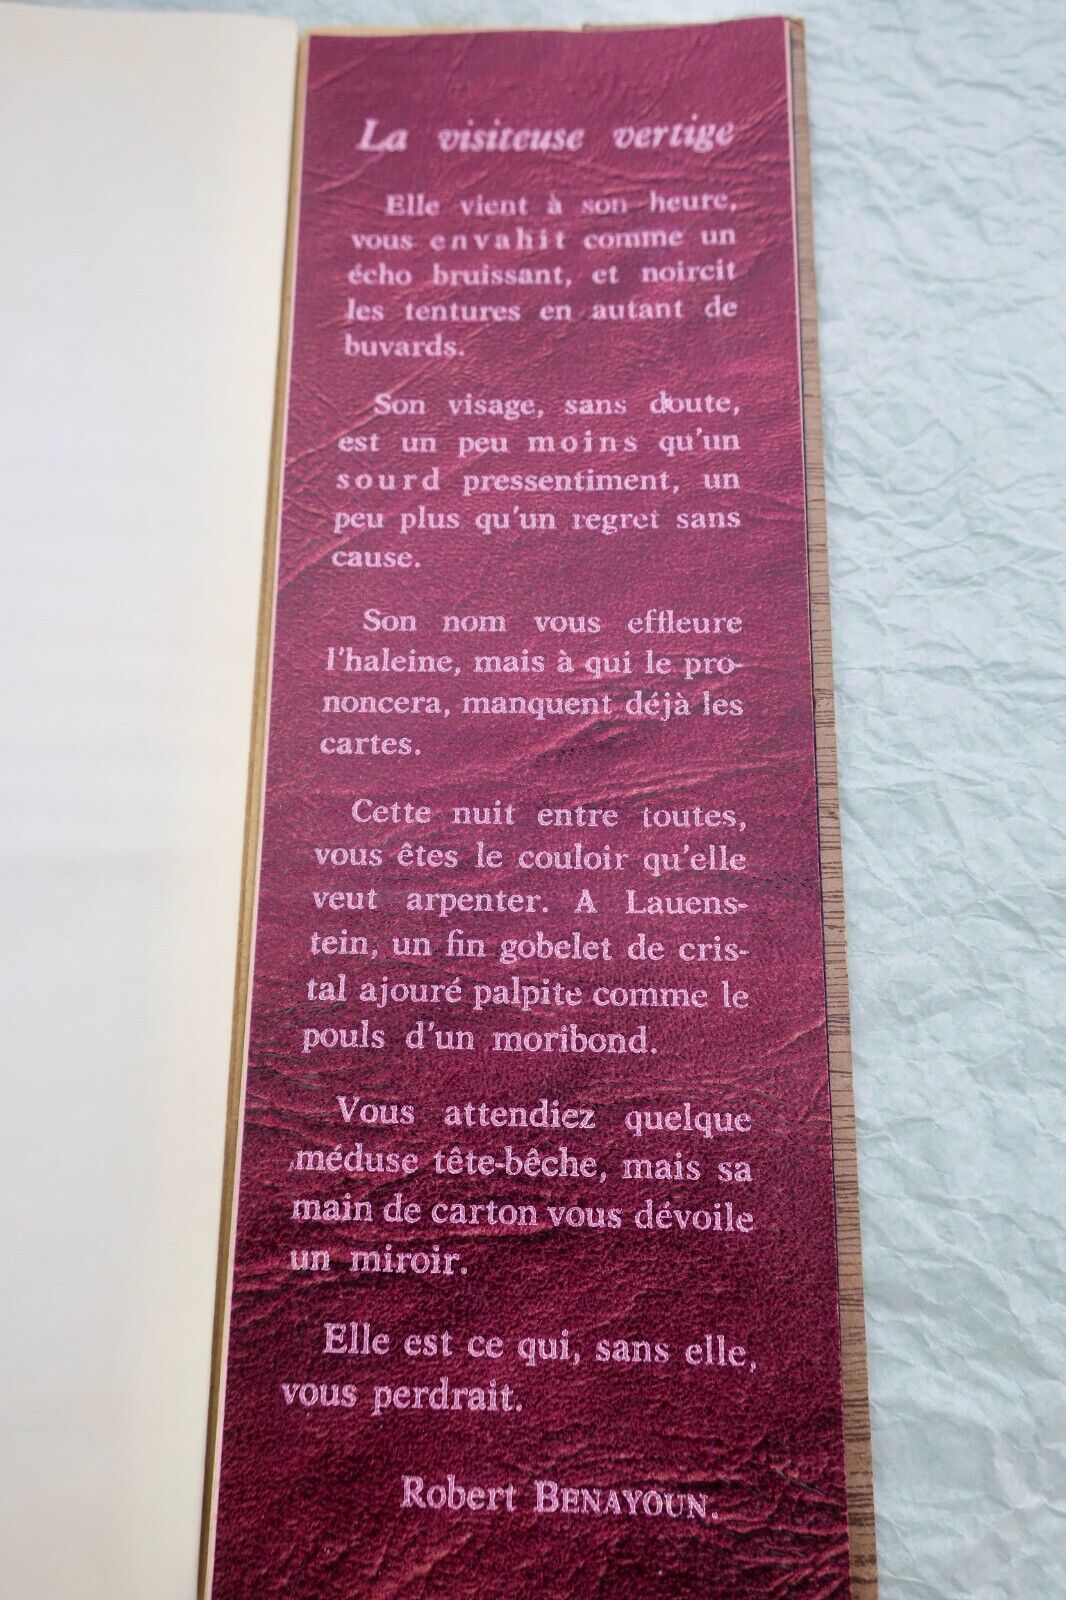 La visiteuse vertige
Elle vient à son heure,
vous envahit comme un
écho bruissant, et noircit
les tentures en autant de
buvards.
Son visage, sans doute,
est un peu moins qu'un
sourd pressentiment, un
peu plus qu'un regret sans
cause.
Son nom vous effleure
l'haleine, mais à qui le pro-
noncera, manquent déjà les
cartes.
Cette nuit entre toutes,
vous êtes le couloir qu'elle
veut arpenter. A Lauens-
tein, un fin gobelet de cris-
tal ajouré palpite comme le
pouls d'un moribond.
Vous attendiez quelque
méduse tête-bêche, mais sa
main de carton vous dévoile
un miroir.
Elle est ce qui, sans elle,
vous perdrait.
Robert BENAYOUN.